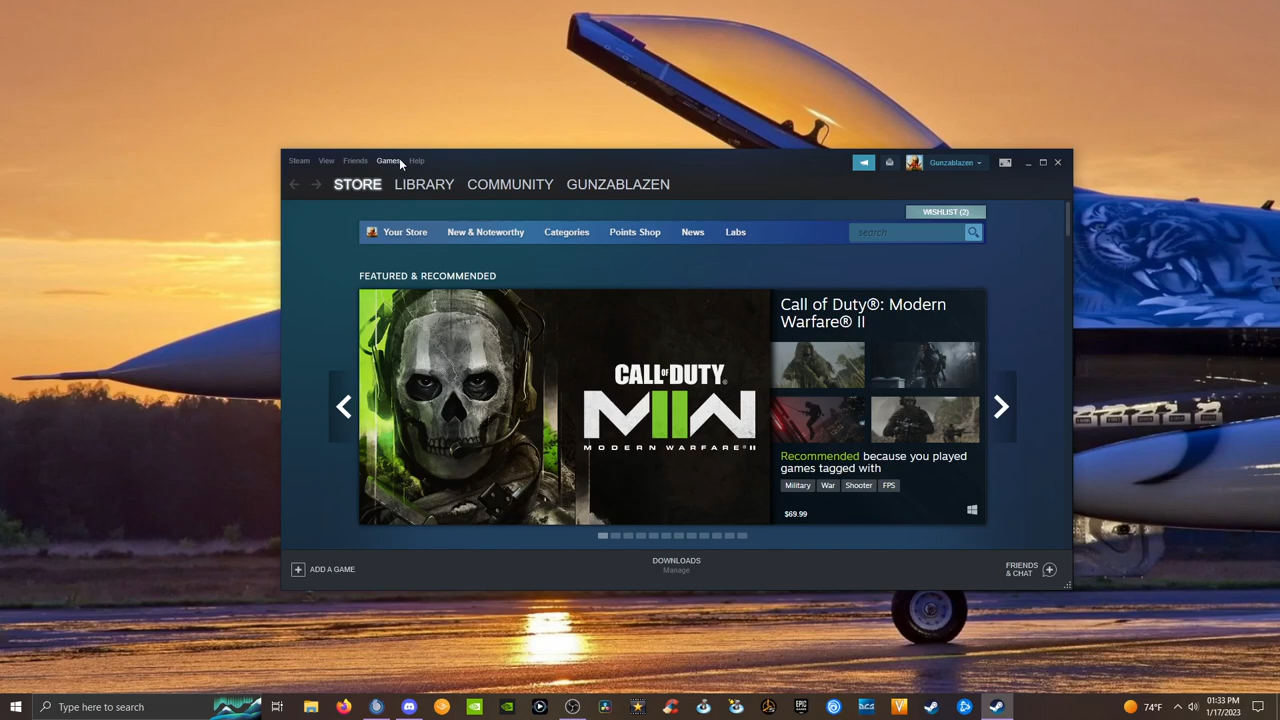 Steam View Friends Games Help
Gunzablazen
STORE LIBRARY COMMUNITY GUNZABLAZEN
WISHLIST (2)
Your Store New & Noteworthy Categories Points Shop News Labs search
FEATURED & RECOMMENDED
Call of Duty®: Modern
Warfare® II
CALL OF DUTY®
MWII
MODERN WARFARE® II
Recommended because you played
games tagged with
Military War Shooter FPS
$69.99
ADD A GAME
DOWNLOADS
Manage
FRIENDS
& CHAT
Type here to search
74°F
01:33 PM
1/17/2023